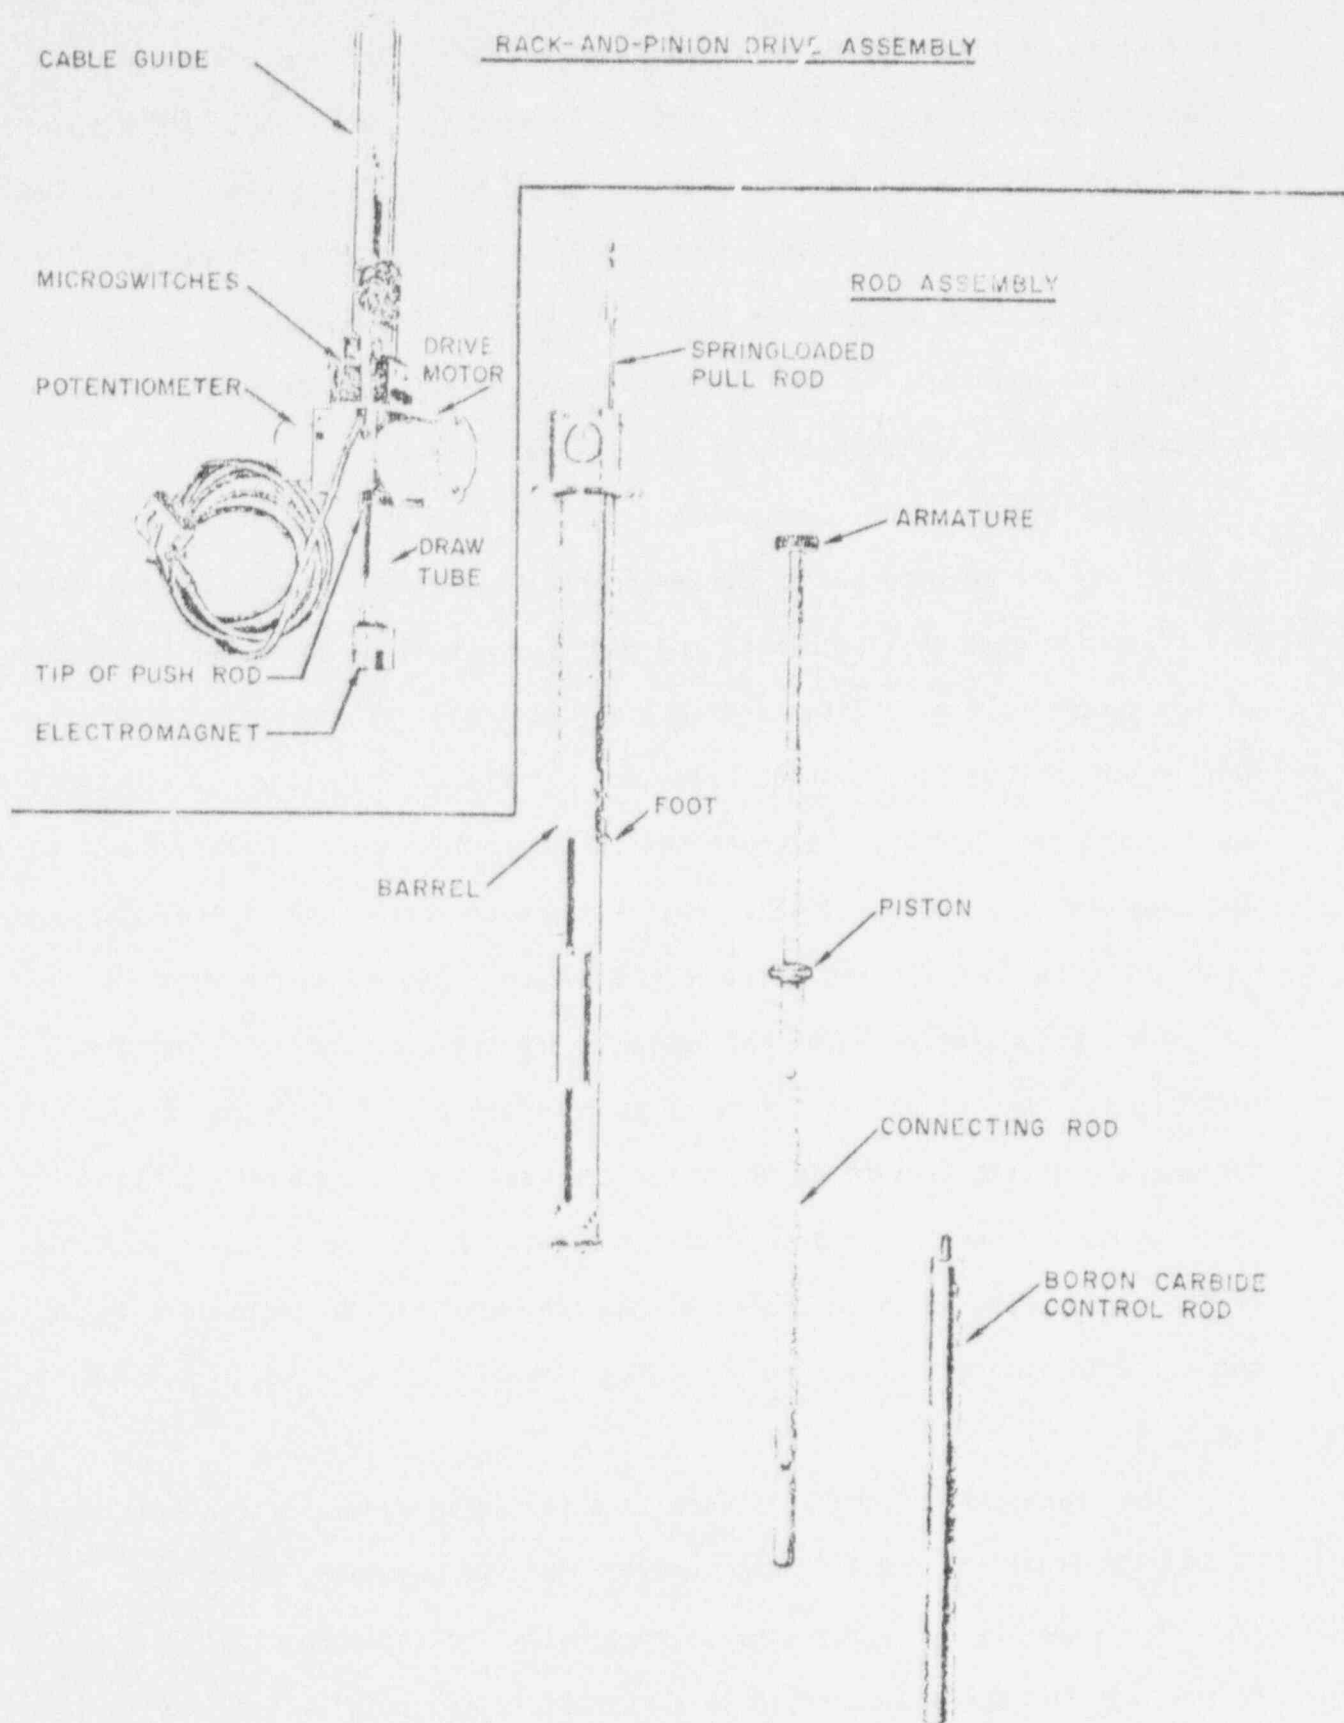 RACK-AND-PINION DRIVE ASSEMBLY
CABLE GUIDE
MICROSWITCHES
DRIVE
MOTOR
POTENTIOMETER
DRAW
TUBE
TIP OF PUSH ROD
ELECTROMAGNET
ROD ASSEMBLY
SPRINGLOADED
PULL ROD
ARMATURE
FOOT
BARREL
PISTON
CONNECTING ROD
BORON CARBIDE
CONTROL ROD